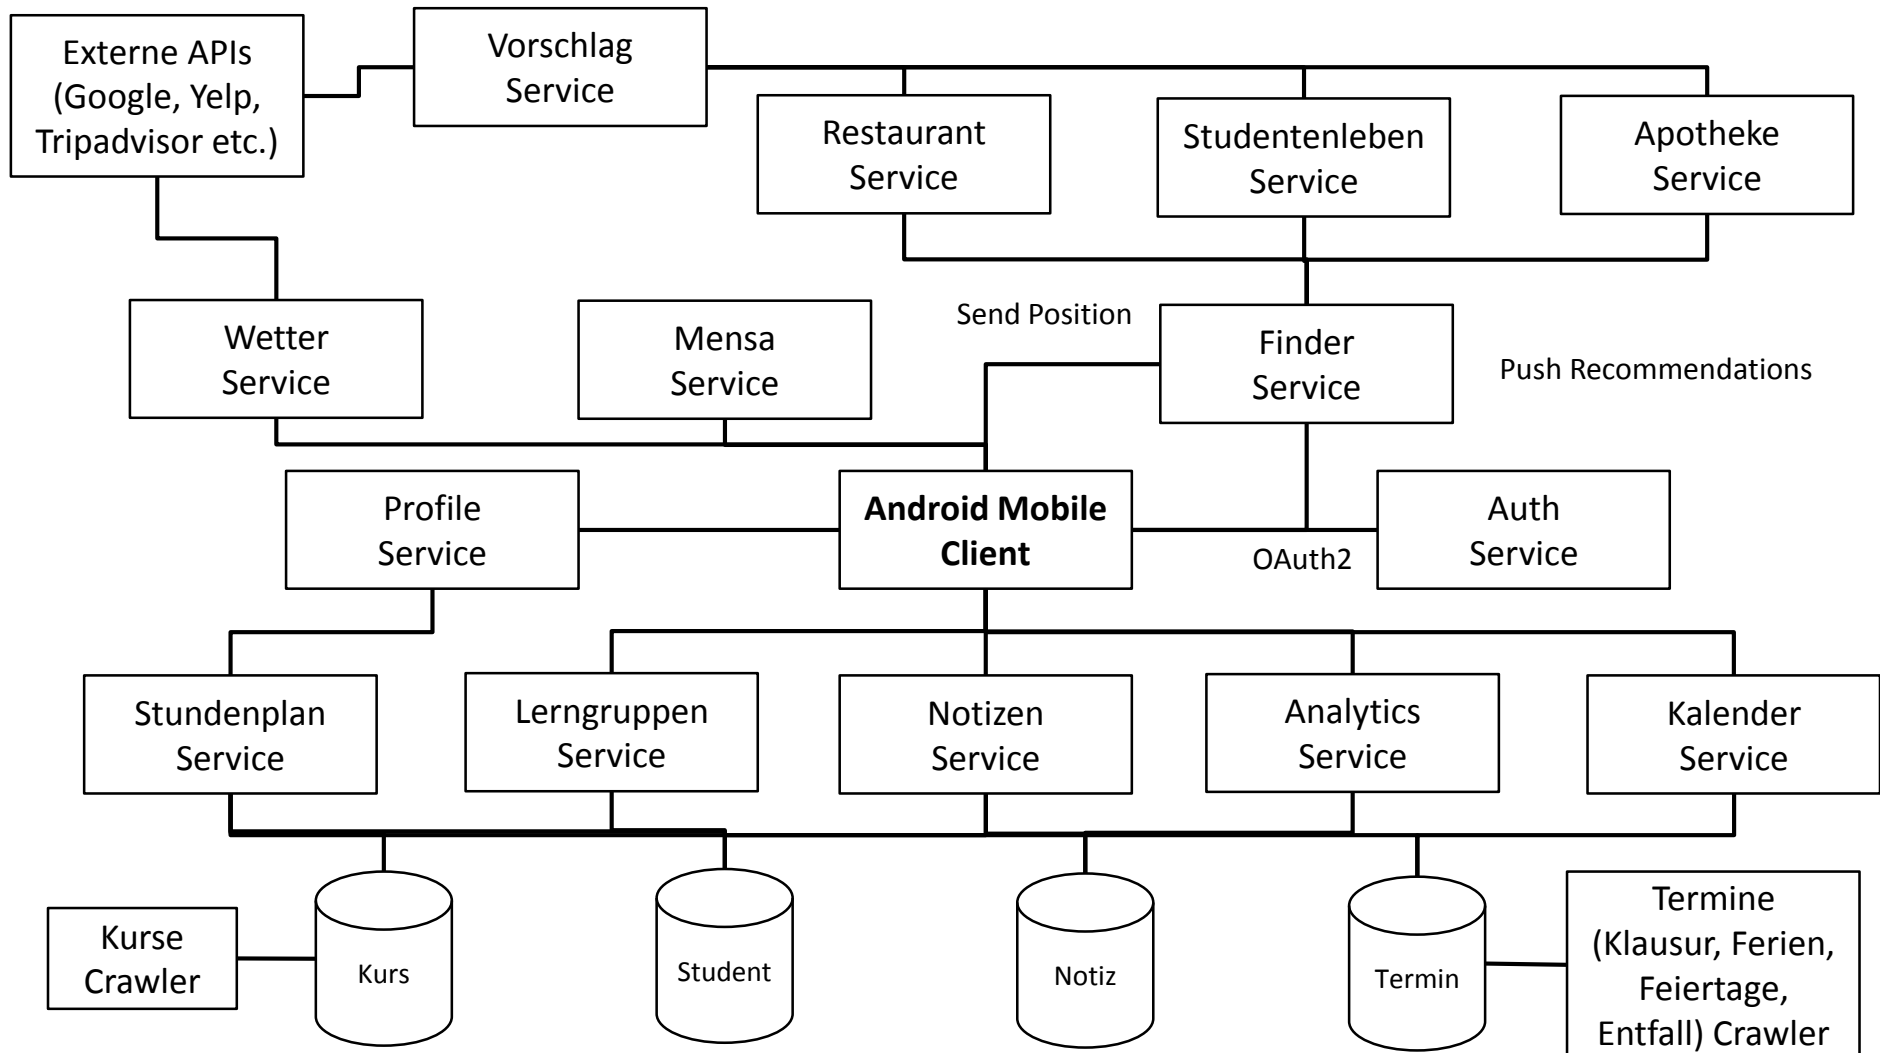 Externe APIs
(Google, Yelp,
Tripadvisor etc.)
Vorschlag
Service
Restaurant
Service
Studentenleben
Service
Apotheke
Service
Wetter
Service
Mensa
Service
Send Position
Finder
Service
Push Recommendations
Profile
Service
Android Mobile
Client
OAuth2
Auth
Service
Stundenplan
Service
Lerngruppen
Service
Notizen
Service
Analytics
Service
Kalender
Service
Kurse
Crawler
Kurs
Student
Notiz
Termin
Termine
(Klausur, Ferien,
Feiertage,
Entfall) Crawler